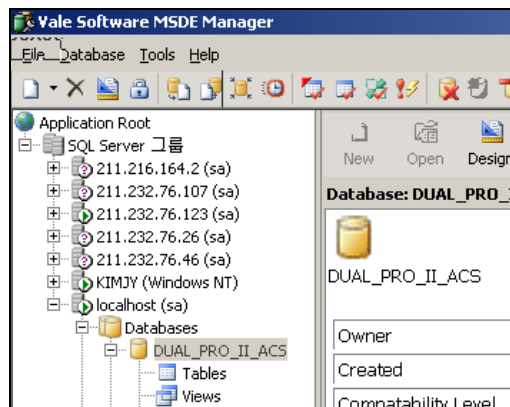 Vale Software MSDE Manager
File Database Tools Help
Application Root
SQL Server 그룹
211.216.164.2 (sa)
211.232.76.107 (sa)
211.232.76.123 (sa)
211.232.76.26 (sa)
211.232.76.46 (sa)
KIMJY (Windows NT)
localhost (sa)
Databases
DUAL_PRO_II_ACS
Tables
Views
New Open Design
Database: DUAL_PRO_
DUAL_PRO_II_ACS
Owner
Created
Compatability Level